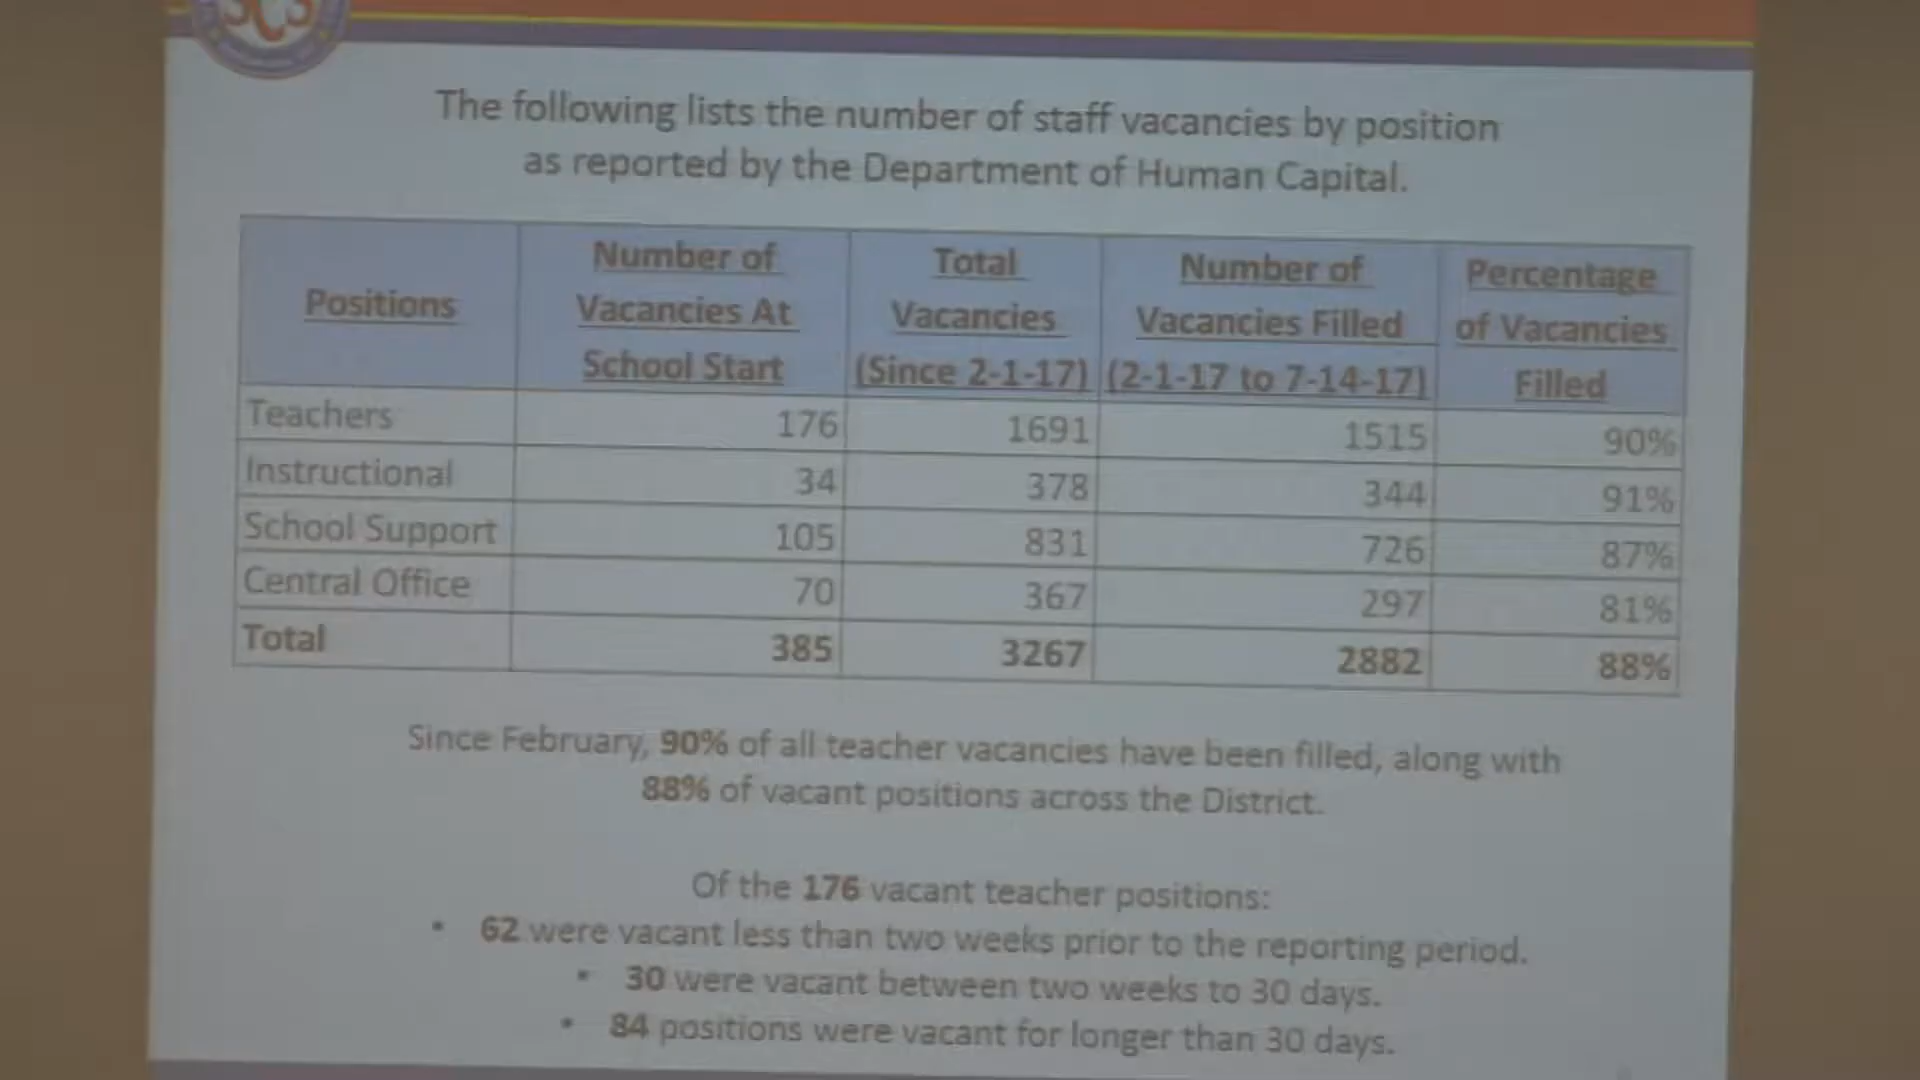 SCS
The following lists the number of staff vacancies by position
as reported by the Department of Human Capital.
Positions
Number of
Vacancies At
School Start
Total
Vacancies
(Since 2-1-17)
Number of
Vacancies Filled
(2-1-17 to 7-14-17)
Percentage
of Vacancies
Filled
Teachers 176 1691 1515 90%
Instructional 34 378 344 91%
School Support 105 831 726 87%
Central Office 70 367 297 81%
Total 385 3267 2882 88%
Since February, 90% of all teacher vacancies have been filled, along with
88% of vacant positions across the District.
Of the 176 vacant teacher positions:
• 62 were vacant less than two weeks prior to the reporting period.
• 30 were vacant between two weeks to 30 days.
• 84 positions were vacant for longer than 30 days.